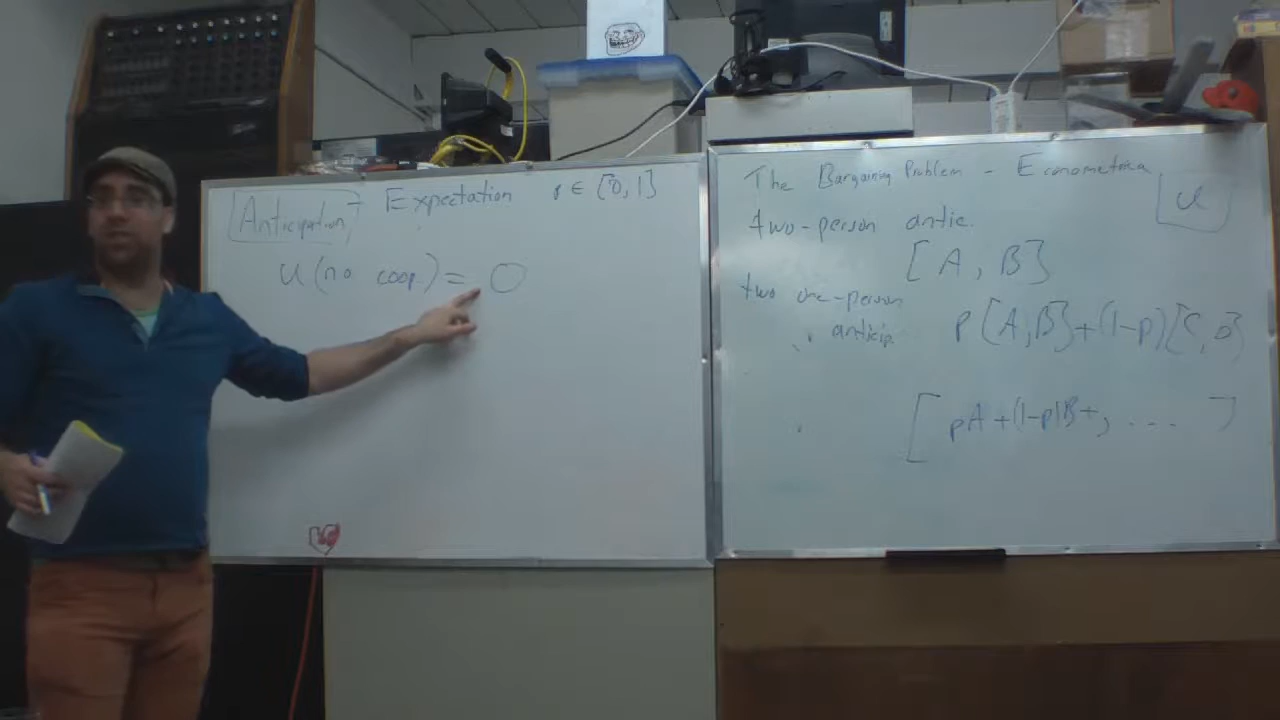 [Anticipation] Expectation p ∈ [0, 1]
u(no coop.) = 0
The Bargaining Problem - Econometrica
u
two-person antic.
[A, B]
two one-person
anticip.
p[A,B]+(1-p)[C,D]
[pA+(1-p)B+, ...]